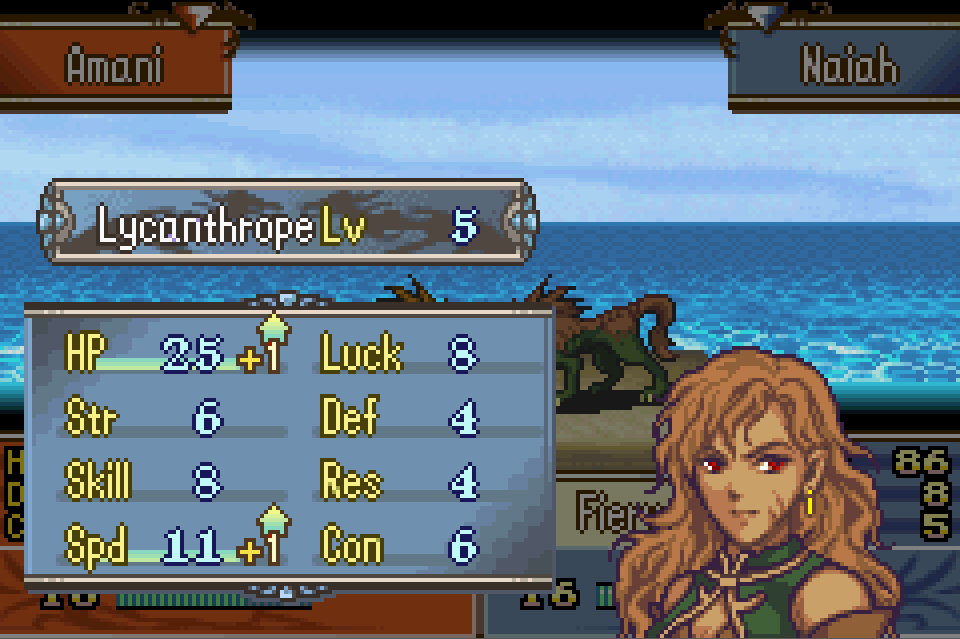 Amani
Naiah
Lycanthrope Lv 5
HP 25 +1 Luck 8
Str 6 Def 4
Skill 8 Res 4
Spd 11 +1 Con 6
86
8
5
16